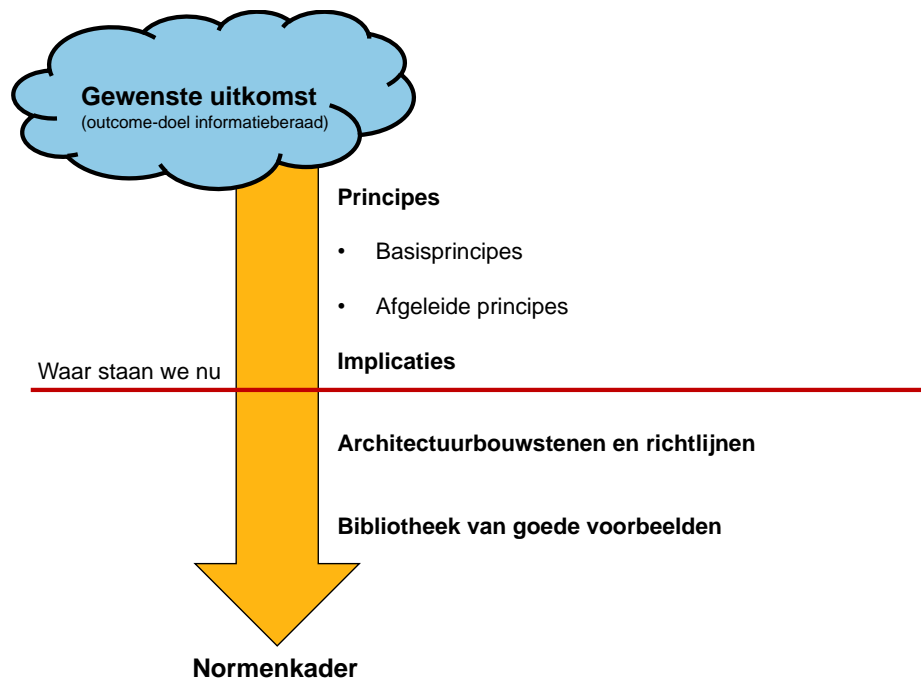 Gewenste uitkomst
(outcome-doel informatieberaad)
Principes
• Basisprincipes
• Afgeleide principes
Waar staan we nu
Implicaties
Architectuurbouwstenen en richtlijnen
Bibliotheek van goede voorbeelden
Normenkader